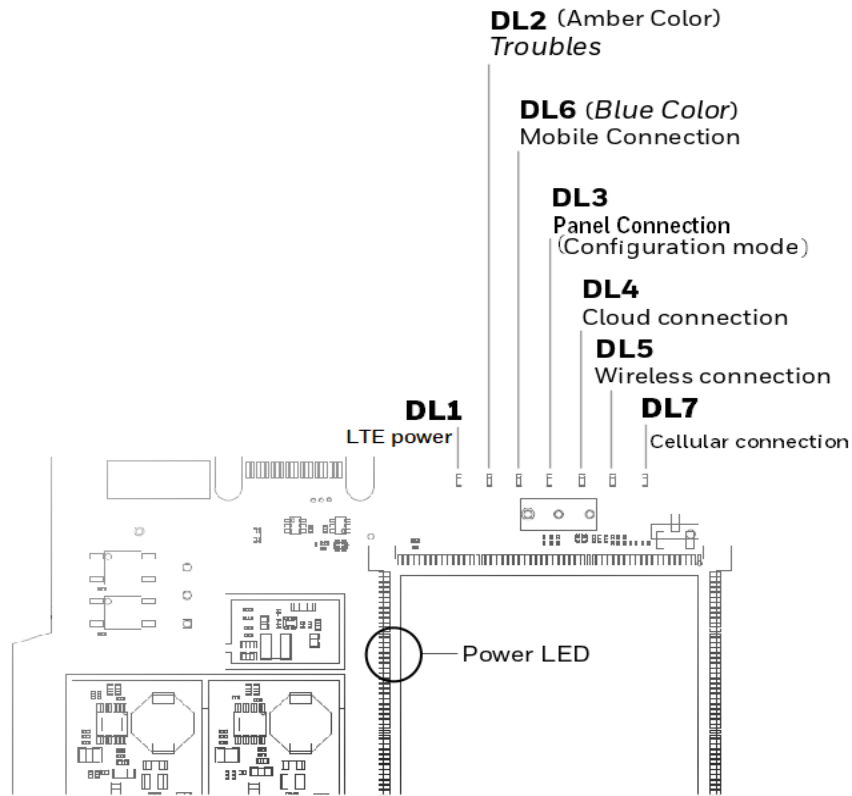 DL2 (Amber Color)
Troubles
DL6 (Blue Color)
Mobile Connection
DL3
Panel Connection
(Configuration mode)
DL4
Cloud connection
DL5
Wireless connection
DL1
LTE power
DL7
Cellular connection
Power LED